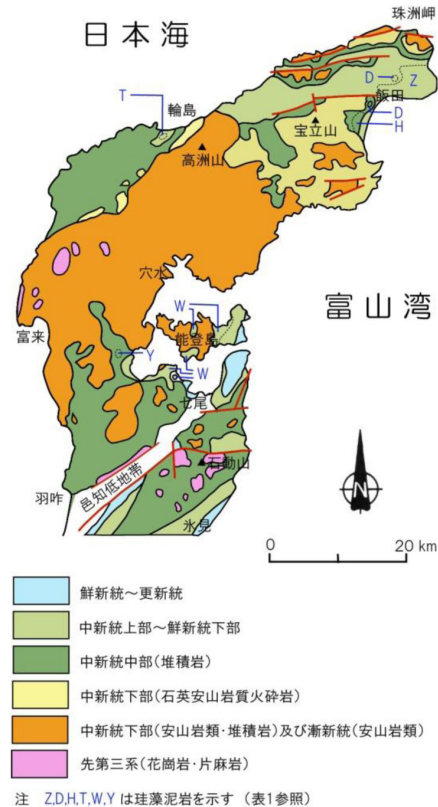 珠洲岬
日本海
D Z
T
飯田
輪島
D
宝立山
H
高洲山
穴水
W
富山湾
能登島
富来
Y
W
七尾
石動山
邑知低地帯
羽咋
N
氷見
0 20 km
鮮新統～更新統
中新統上部～鮮新統下部
中新統中部(堆積岩)
中新統下部(石英安山岩質火砕岩)
中新統下部(安山岩類・堆積岩)及び漸新統(安山岩類)
先第三系(花崗岩・片麻岩)
注 Z,D,H,T,W,Y は珪藻泥岩を示す (表1参照)